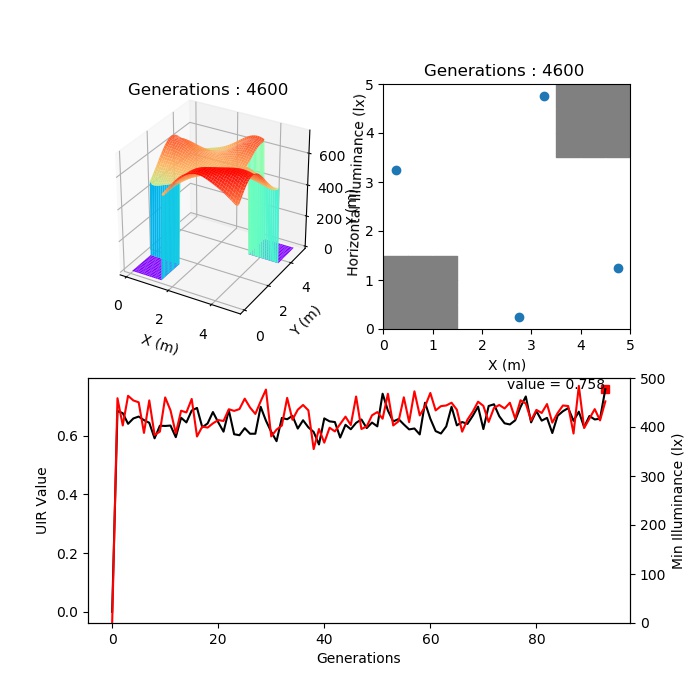 Generations : 4600
600
400
200
0
0
2
4
X (m)
0
2
4
Y (m)
Horizontal Illuminance (lx)
Generations : 4600
Y (m)
5
4
3
2
1
0
0 1 2 3 4 5
X (m)
value = 0.758
UIR Value
0.6
0.4
0.2
0.0
500
400
300
200
100
0
Min Illuminance (lx)
0 20 40 60 80
Generations